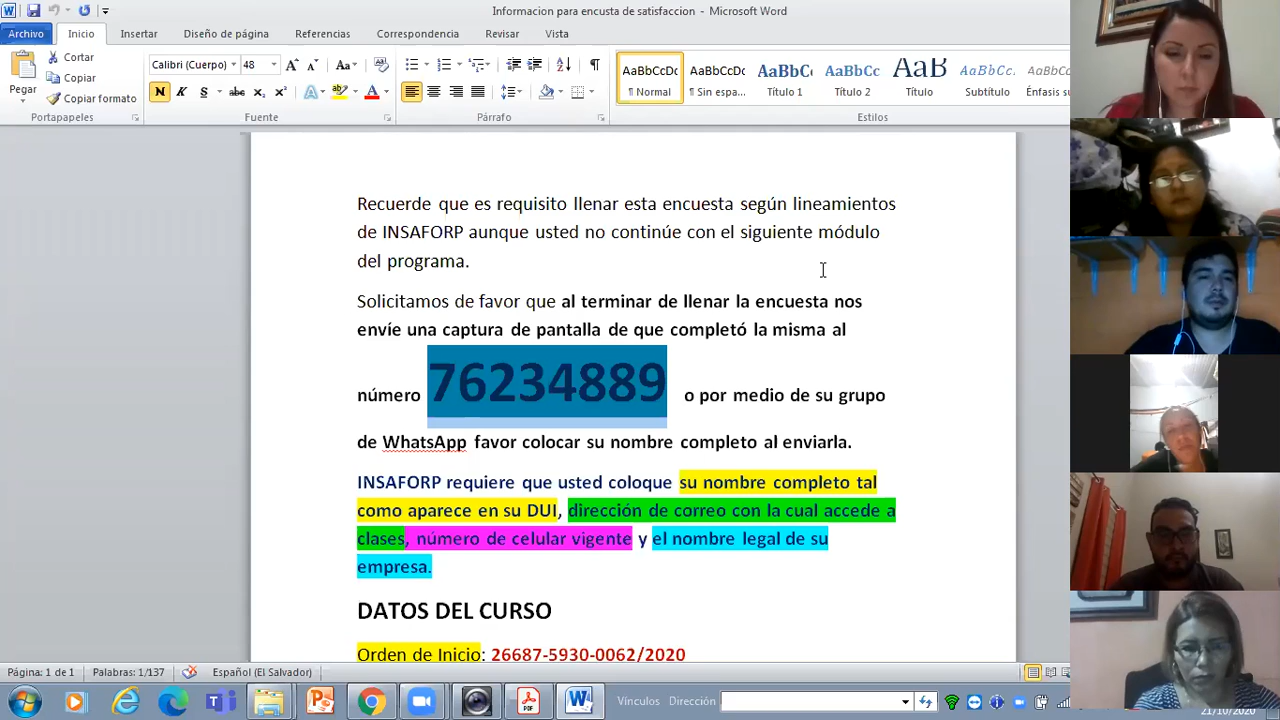 Informacion para encusta de satisfaccion - Microsoft Word
Archivo Inicio Insertar Diseño de página Referencias Correspondencia Revisar Vista
Cortar
Copiar
Copiar formato
Pegar
Portapapeles
Calibri (Cuerpo) 48
Fuente
Párrafo
AaBbCcDc AaBbCcDc AaBbC AaBbCc AaB AaBbCc AaBbCc
¶ Normal ¶ Sin espa... Título 1 Título 2 Título Subtítulo Énfasis
Estilos
Recuerde que es requisito llenar esta encuesta según lineamientos
de INSAFORP aunque usted no continúe con el siguiente módulo
del programa.
Solicitamos de favor que al terminar de llenar la encuesta nos
envíe una captura de pantalla de que completó la misma al
número 76234889 o por medio de su grupo
de WhatsApp favor colocar su nombre completo al enviarla.
INSAFORP requiere que usted coloque su nombre completo tal
como aparece en su DUI, dirección de correo con la cual accede a
clases, número de celular vigente y el nombre legal de su
empresa.
DATOS DEL CURSO
Orden de Inicio: 26687-5930-0062/2020
Página: 1 de 1 Palabras: 1/137 Español (El Salvador)
Vínculos Dirección
21/10/2020